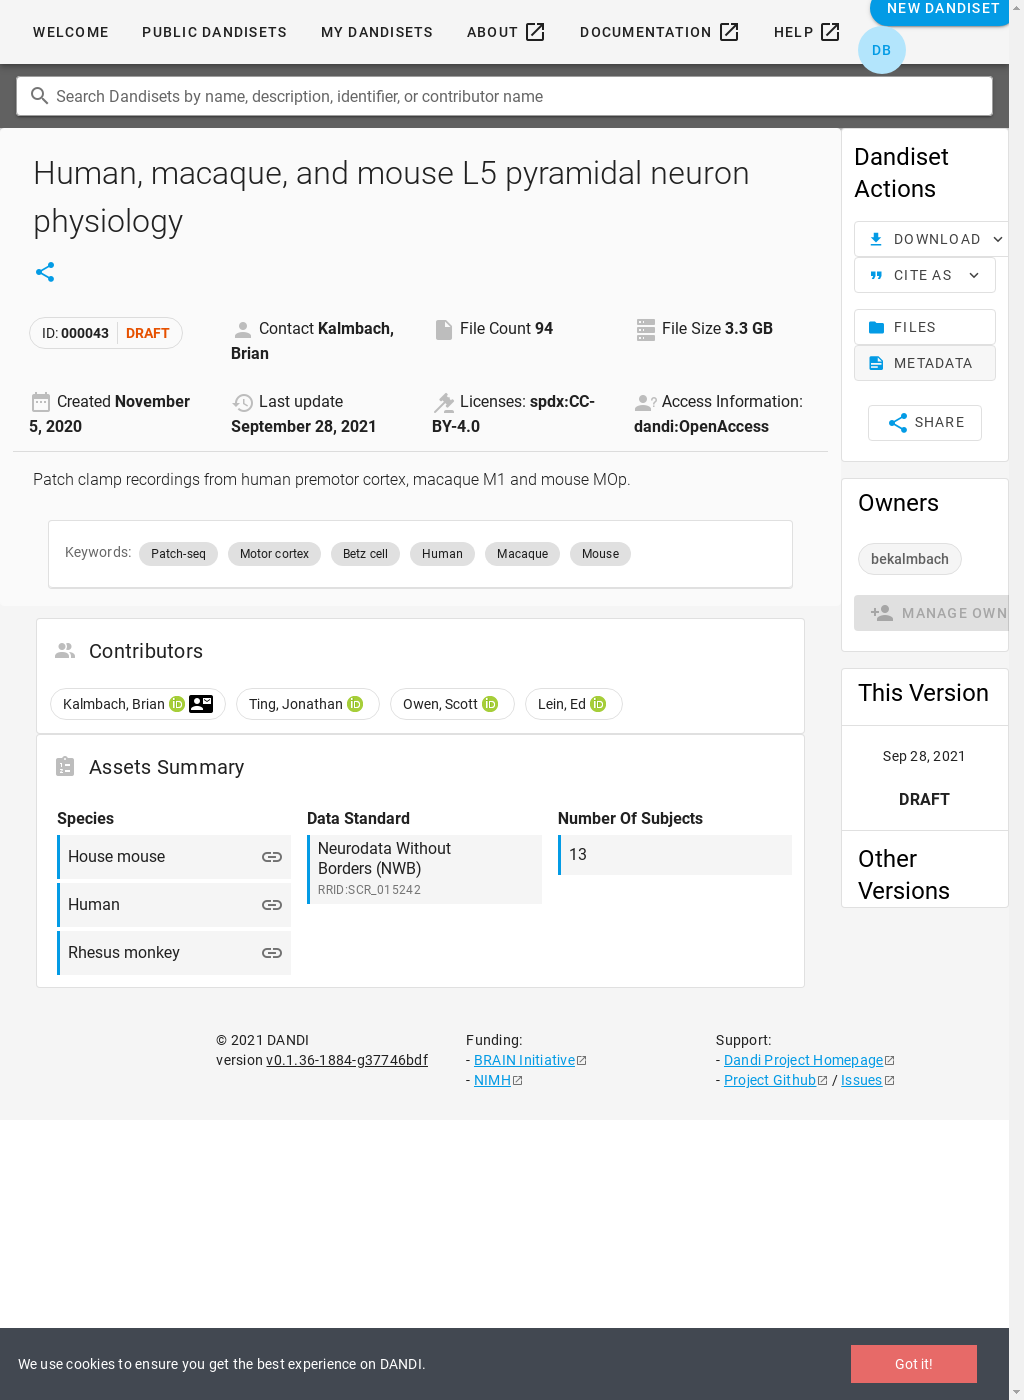 WELCOME
PUBLIC DANDISETS
MY DANDISETS
ABOUT
DOCUMENTATION
HELP
NEW DANDISET
DB
Search Dandisets by name, description, identifier, or contributor name
Human, macaque, and mouse L5 pyramidal neuron
physiology
ID: 000043 DRAFT
Contact Kalmbach,
Brian
File Count 94
File Size 3.3 GB
Created November
5, 2020
Last update
September 28, 2021
Licenses: spdx:CC-
BY-4.0
Access Information:
dandi:OpenAccess
Patch clamp recordings from human premotor cortex, macaque M1 and mouse MOp.
Keywords: Patch-seq Motor cortex Betz cell Human Macaque Mouse
Contributors
Kalmbach, Brian iD
Ting, Jonathan iD
Owen, Scott iD
Lein, Ed iD
Assets Summary
Species
House mouse
Human
Rhesus monkey
Data Standard
Neurodata Without
Borders (NWB)
RRID:SCR_015242
Number Of Subjects
13
Dandiset
Actions
DOWNLOAD
CITE AS
FILES
METADATA
SHARE
Owners
bekalmbach
MANAGE OWN
This Version
Sep 28, 2021
DRAFT
Other
Versions
© 2021 DANDI
version v0.1.36-1884-g37746bdf
Funding:
- BRAIN Initiative
- NIMH
Support:
- Dandi Project Homepage
- Project Github / Issues
We use cookies to ensure you get the best experience on DANDI.
Got it!